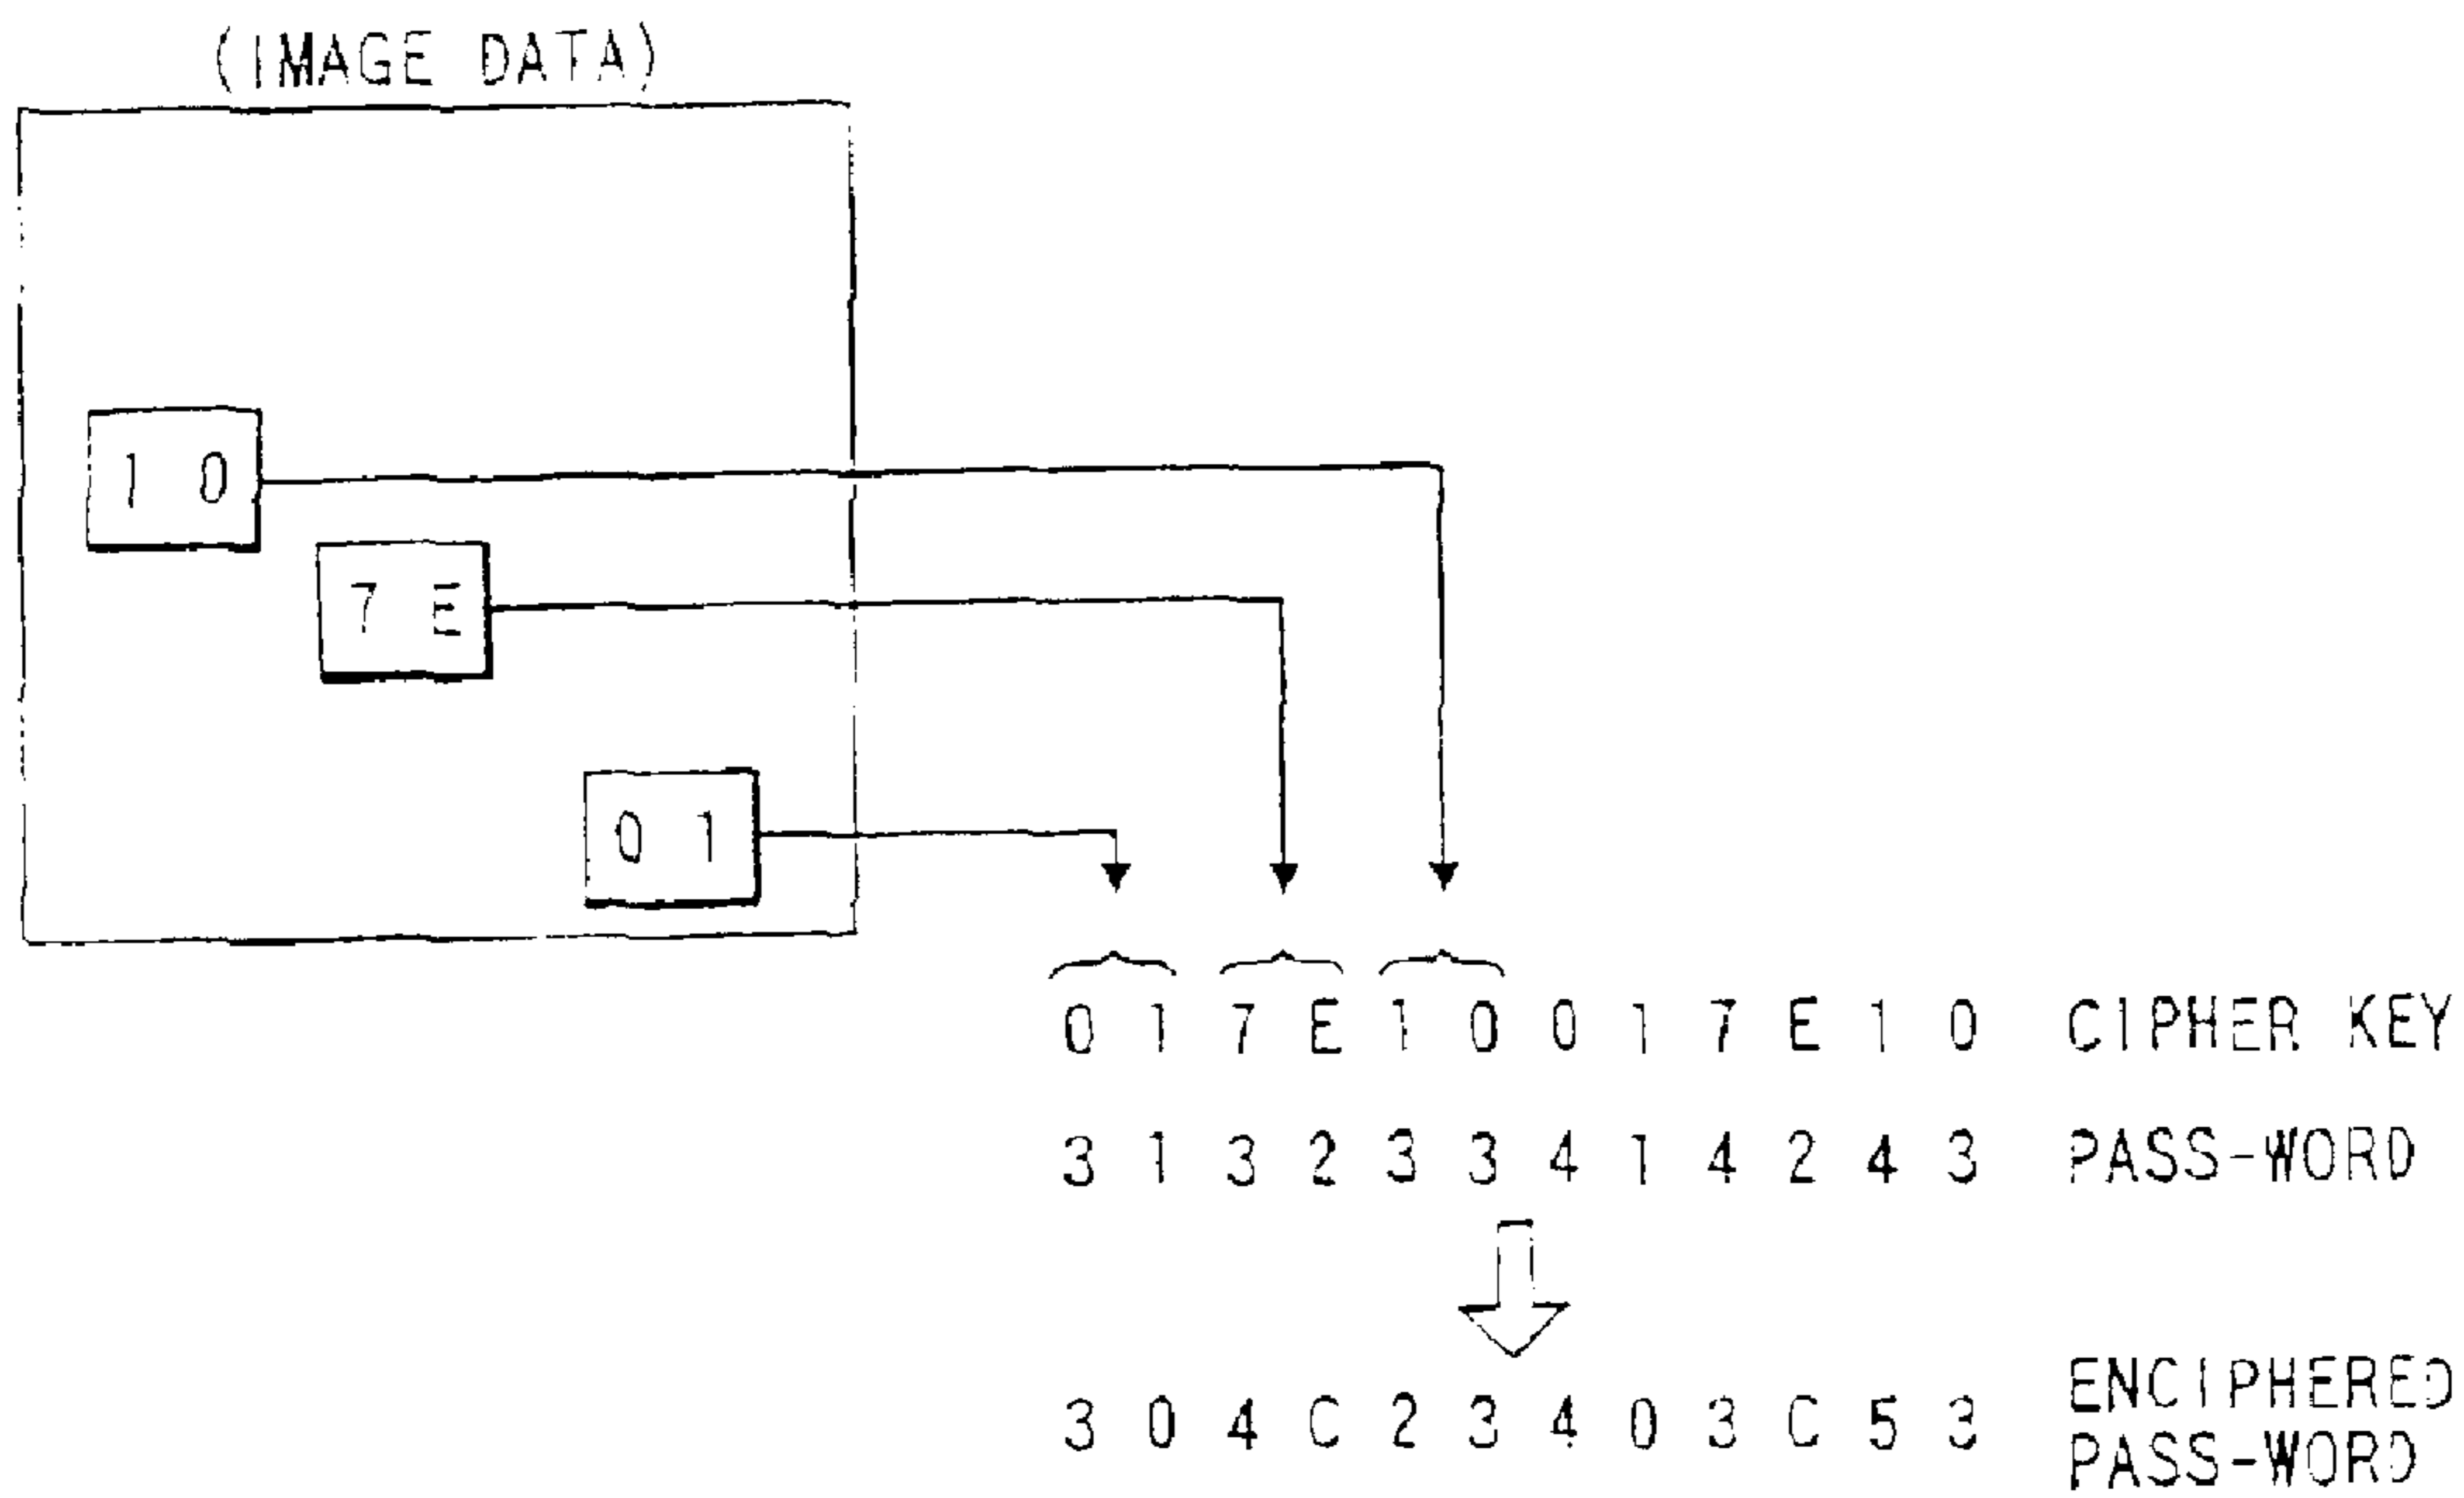 (IMAGE DATA)
1 0
7 E
0 1
0 1 7 E 1 0 0 1 7 E 1 0 CIPHER KEY
3 1 3 2 3 3 4 1 4 2 4 3 PASS-WORD
3 0 4 C 2 3 4 0 3 C 5 3 ENCIPHERED
PASS-WORD